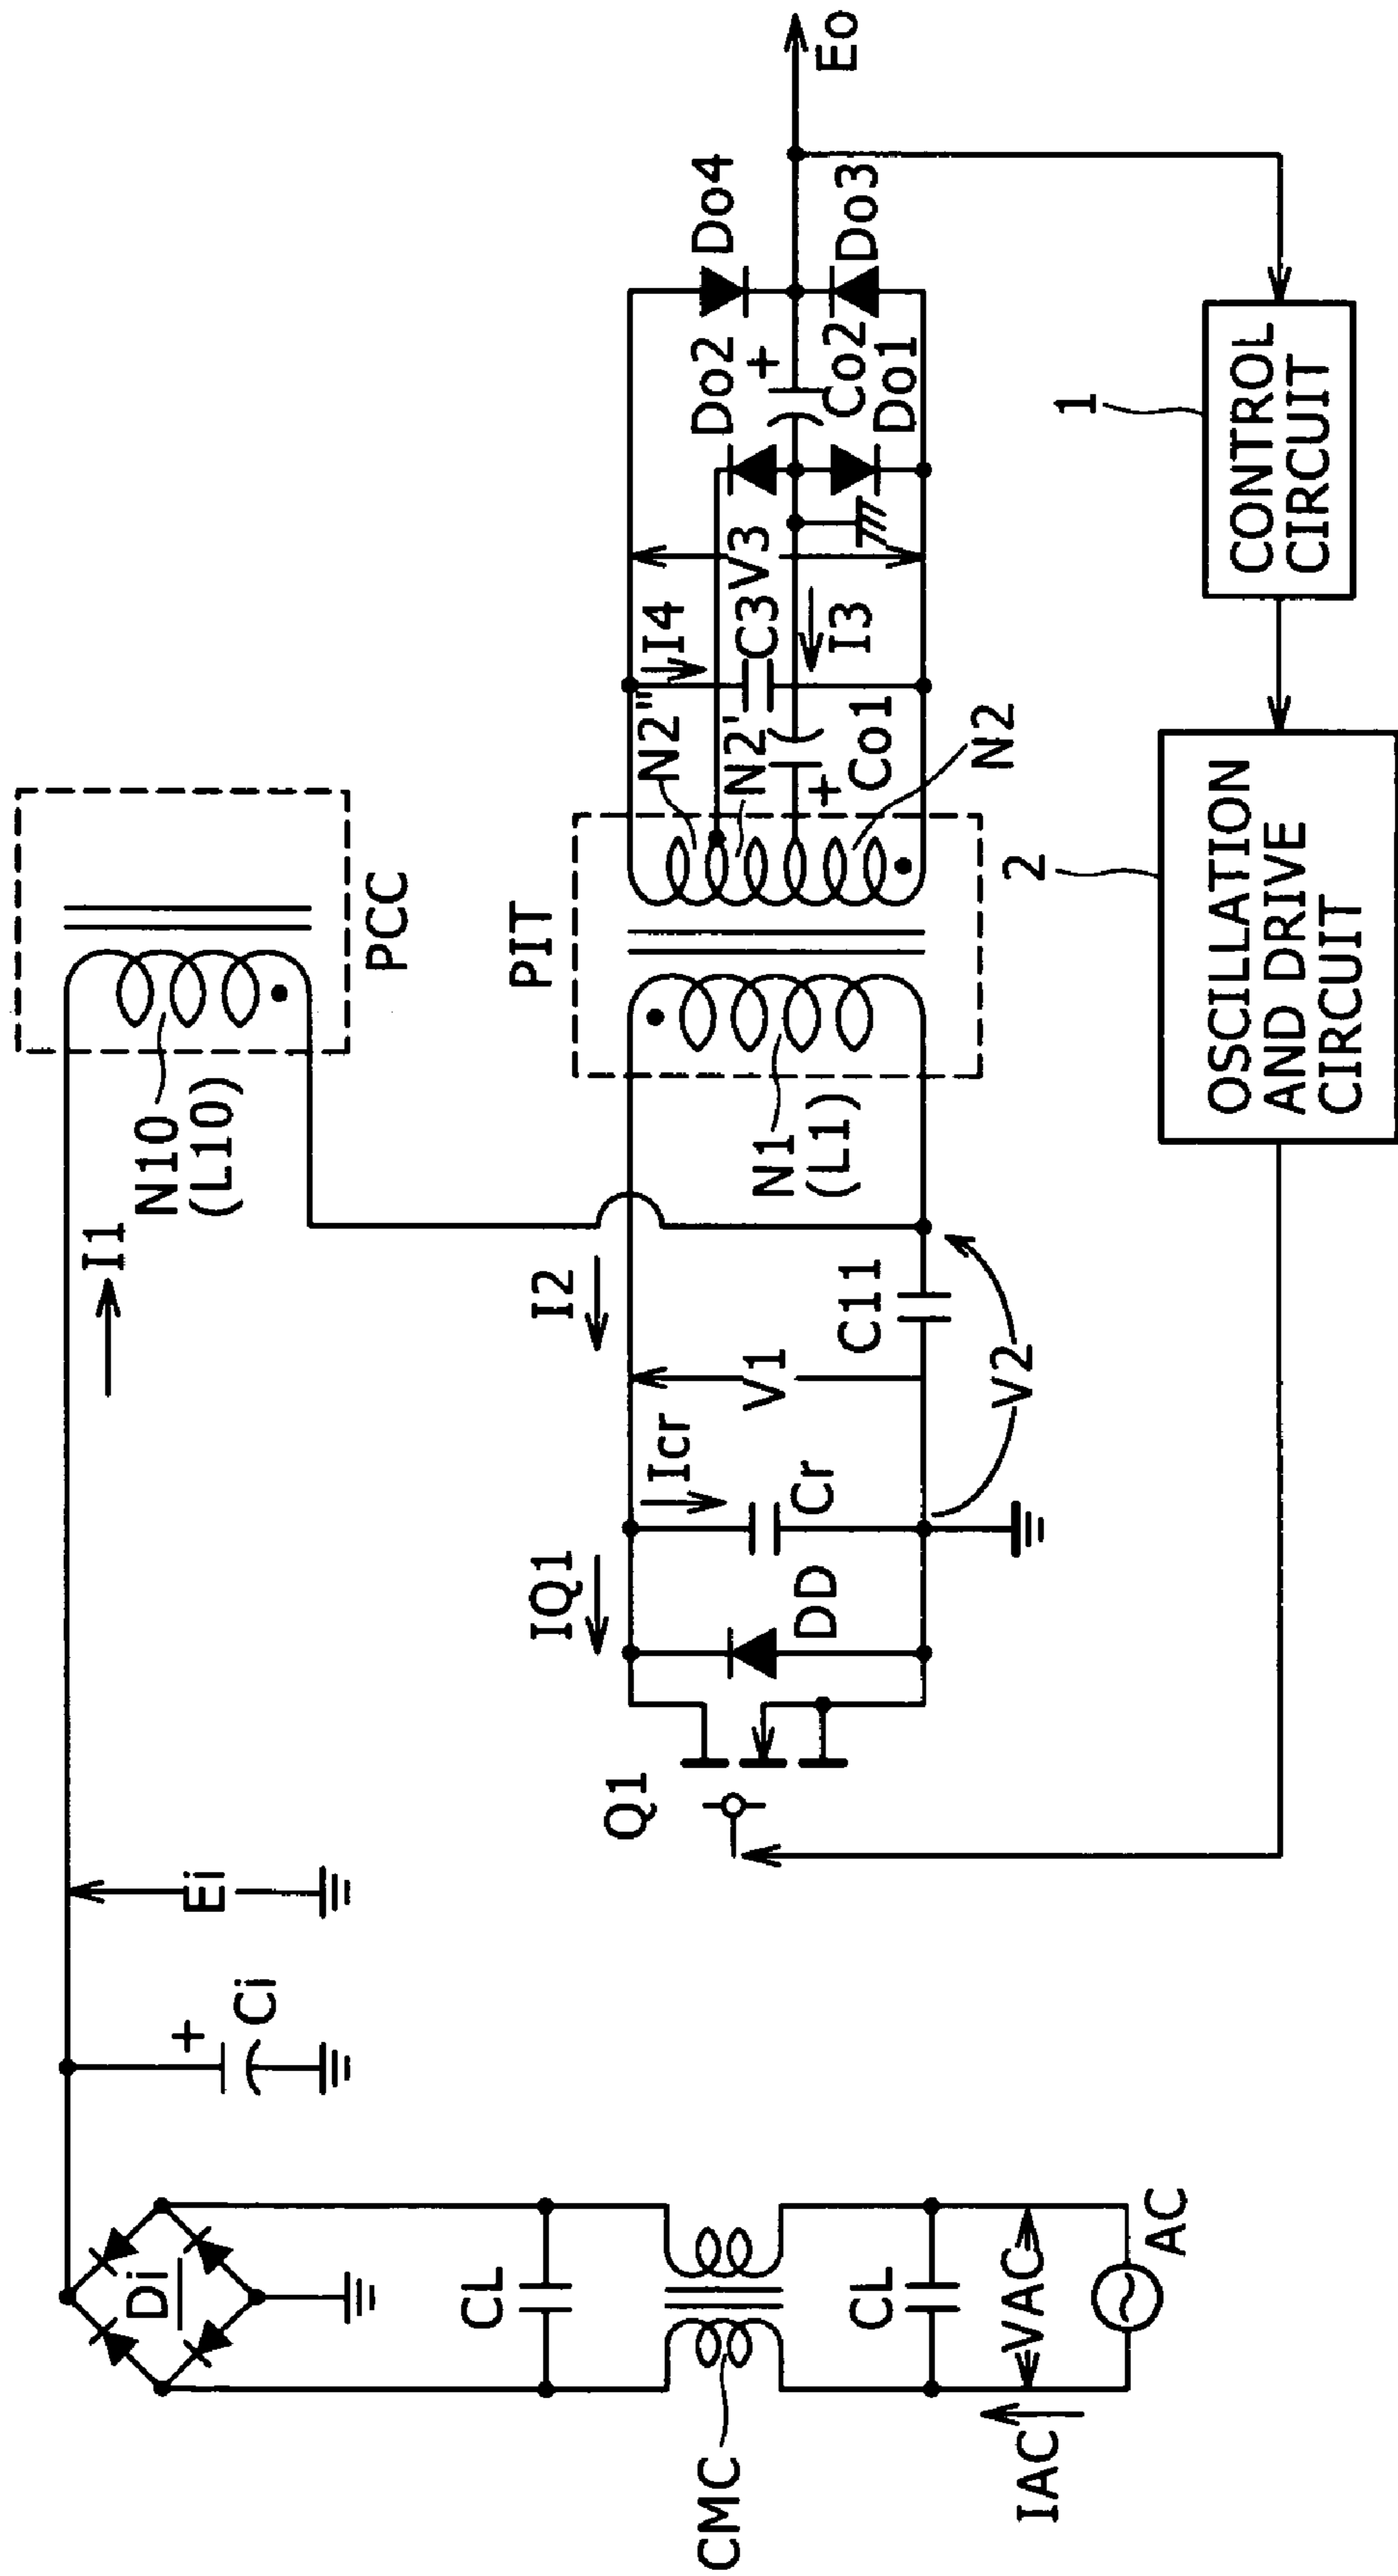 I1
N10
(L10)
PCC
Ei
+
Ci
Di
CL
CMC
CL
VAC
IAC
AC
Q1
IQ1
DD
Icr
Cr
I2
V1
C11
V2
PIT
N1
(L1)
N2"
N2'
N2
I4
C3
V3
+
Co1
I3
Do2
Do4
+
Co2
Do1
Do3
Eo
1
CONTROL
CIRCUIT
2
OSCILLATION
AND DRIVE
CIRCUIT